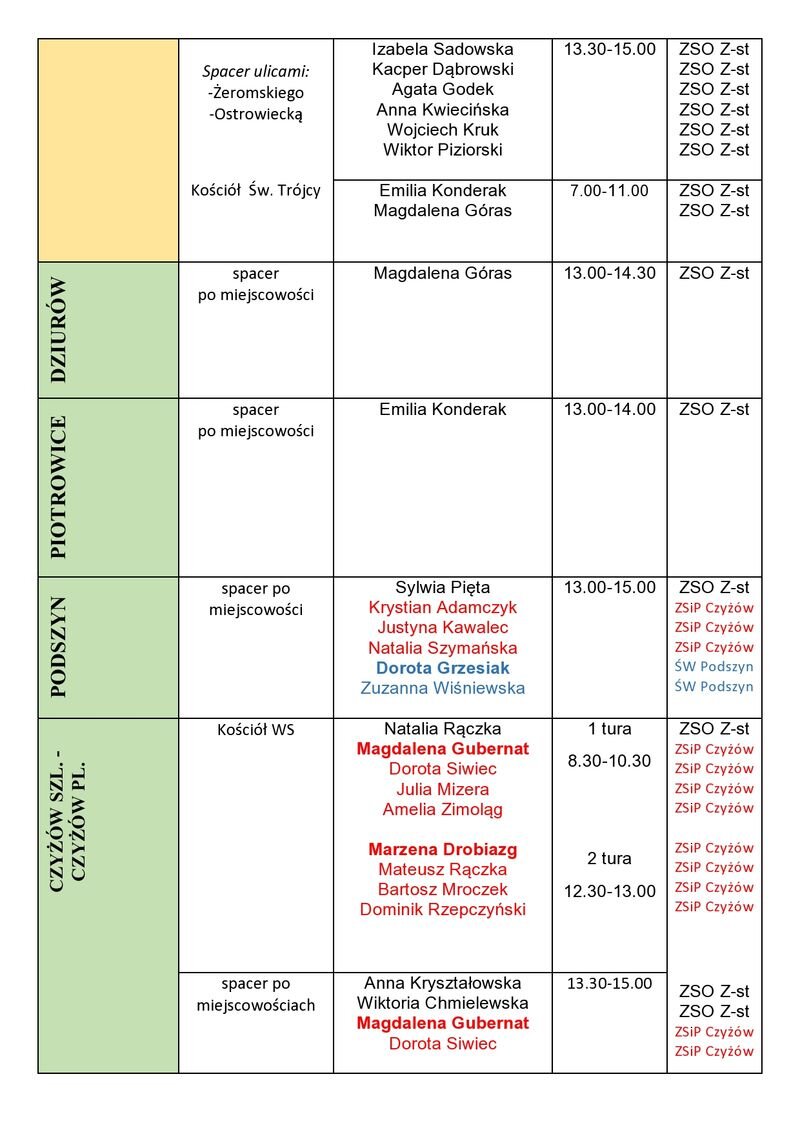 Spacer ulicami:
-Żeromskiego
-Ostrowiecką
Izabela Sadowska 13.30-15.00 ZSO Z-st
Kacper Dąbrowski ZSO Z-st
Agata Godek ZSO Z-st
Anna Kwiecińska ZSO Z-st
Wojciech Kruk ZSO Z-st
Wiktor Piziorski ZSO Z-st
Kościół Św. Trójcy Emilia Konderak 7.00-11.00 ZSO Z-st
Magdalena Góras ZSO Z-st
DZIURÓW
spacer Magdalena Góras 13.00-14.30 ZSO Z-st
po miejscowości
PIOTROWICE
spacer Emilia Konderak 13.00-14.00 ZSO Z-st
po miejscowości
PODSZYN
spacer po Sylwia Pięta 13.00-15.00 ZSO Z-st
miejscowości Krystian Adamczyk ZSiP Czyżów
Justyna Kawalec ZSiP Czyżów
Natalia Szymańska ZSiP Czyżów
Dorota Grzesiak ŚW Podszyn
Zuzanna Wiśniewska ŚW Podszyn
CZYŻÓW SZL. -
CZYŻÓW PL.
Kościół WS Natalia Rączka 1 tura ZSO Z-st
Magdalena Gubernat 8.30-10.30 ZSiP Czyżów
Dorota Siwiec ZSiP Czyżów
Julia Mizera ZSiP Czyżów
Amelia Zimoląg ZSiP Czyżów
Marzena Drobiazg 2 tura ZSiP Czyżów
Mateusz Rączka ZSiP Czyżów
Bartosz Mroczek 12.30-13.00 ZSiP Czyżów
Dominik Rzepczyński ZSiP Czyżów
spacer po Anna Kryształowska 13.30-15.00 ZSO Z-st
miejscowościach Wiktoria Chmielewska ZSO Z-st
Magdalena Gubernat ZSiP Czyżów
Dorota Siwiec ZSiP Czyżów